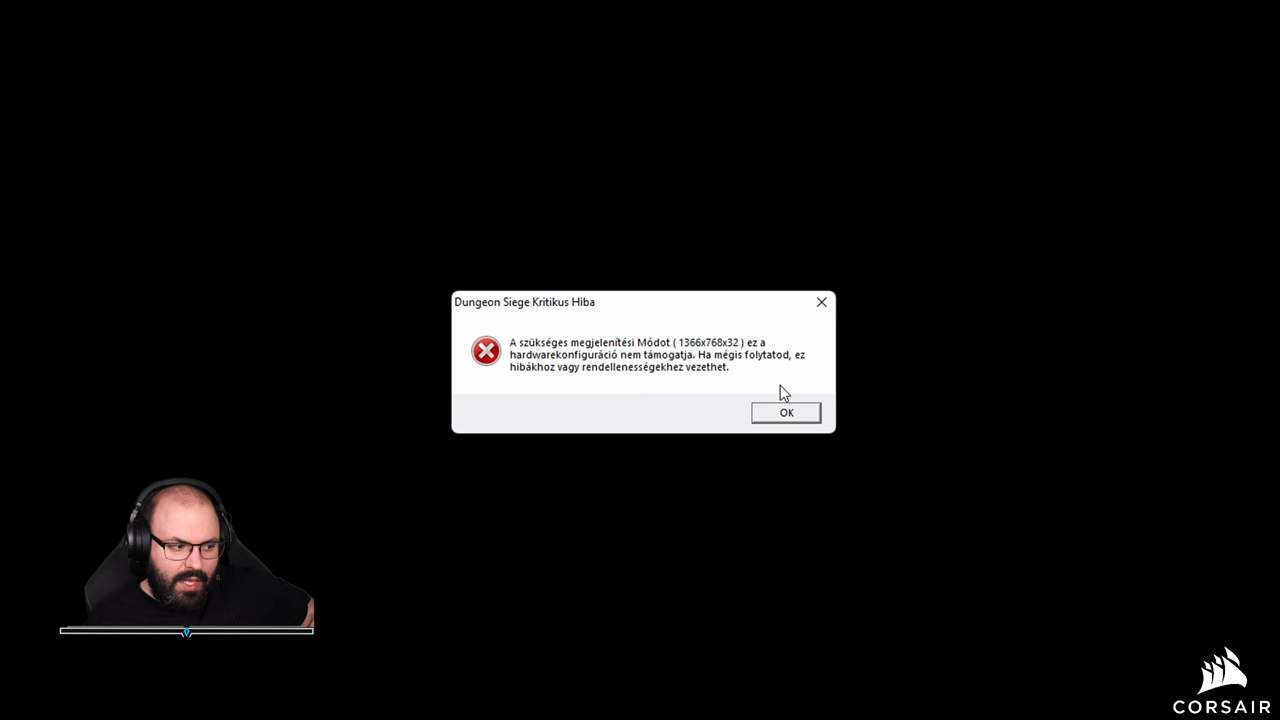 Dungeon Siege Kritikus Hiba
A szükséges megjelenítési Módot ( 1366x768x32 ) ez a
hardwarekonfiguráció nem támogatja. Ha mégis folytatod, ez
hibákhoz vagy rendellenességekhez vezethet.
OK
CORSAIR